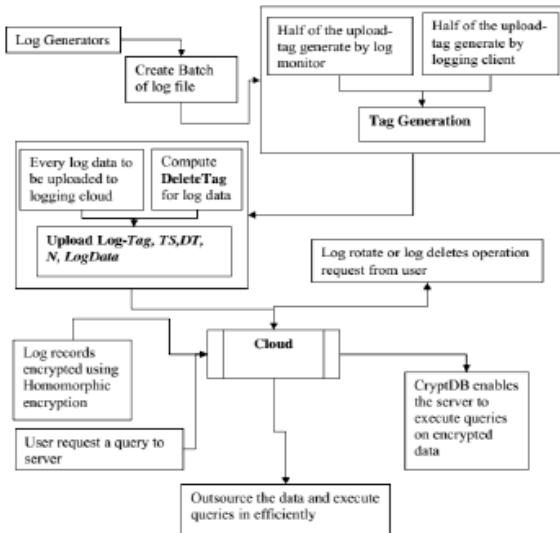 Log Generators
Create Batch
of log file
Half of the upload-
tag generate by log
monitor
Half of the upload-
tag generate by
logging client
Tag Generation
Every log data to
be uploaded to
logging cloud
Compute
DeleteTag
for log data
Upload Log-Tag, TS,DT,
N, LogData
Log rotate or log deletes operation
request from user
Cloud
Log records
encrypted using
Homomorphic
encryption
User request a query to
server
CryptDB enables
the server to
execute queries
on encrypted
data
Outsource the data and execute
queries in efficiently